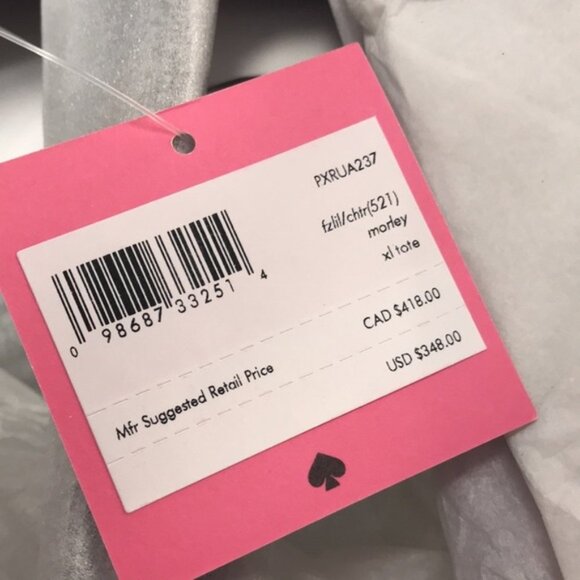 PXRUA237
fzlil/chtr(521)
morley
xl tote
0 98687 33251 4
CAD $418.00
Mfr Suggested Retail Price
USD $348.00